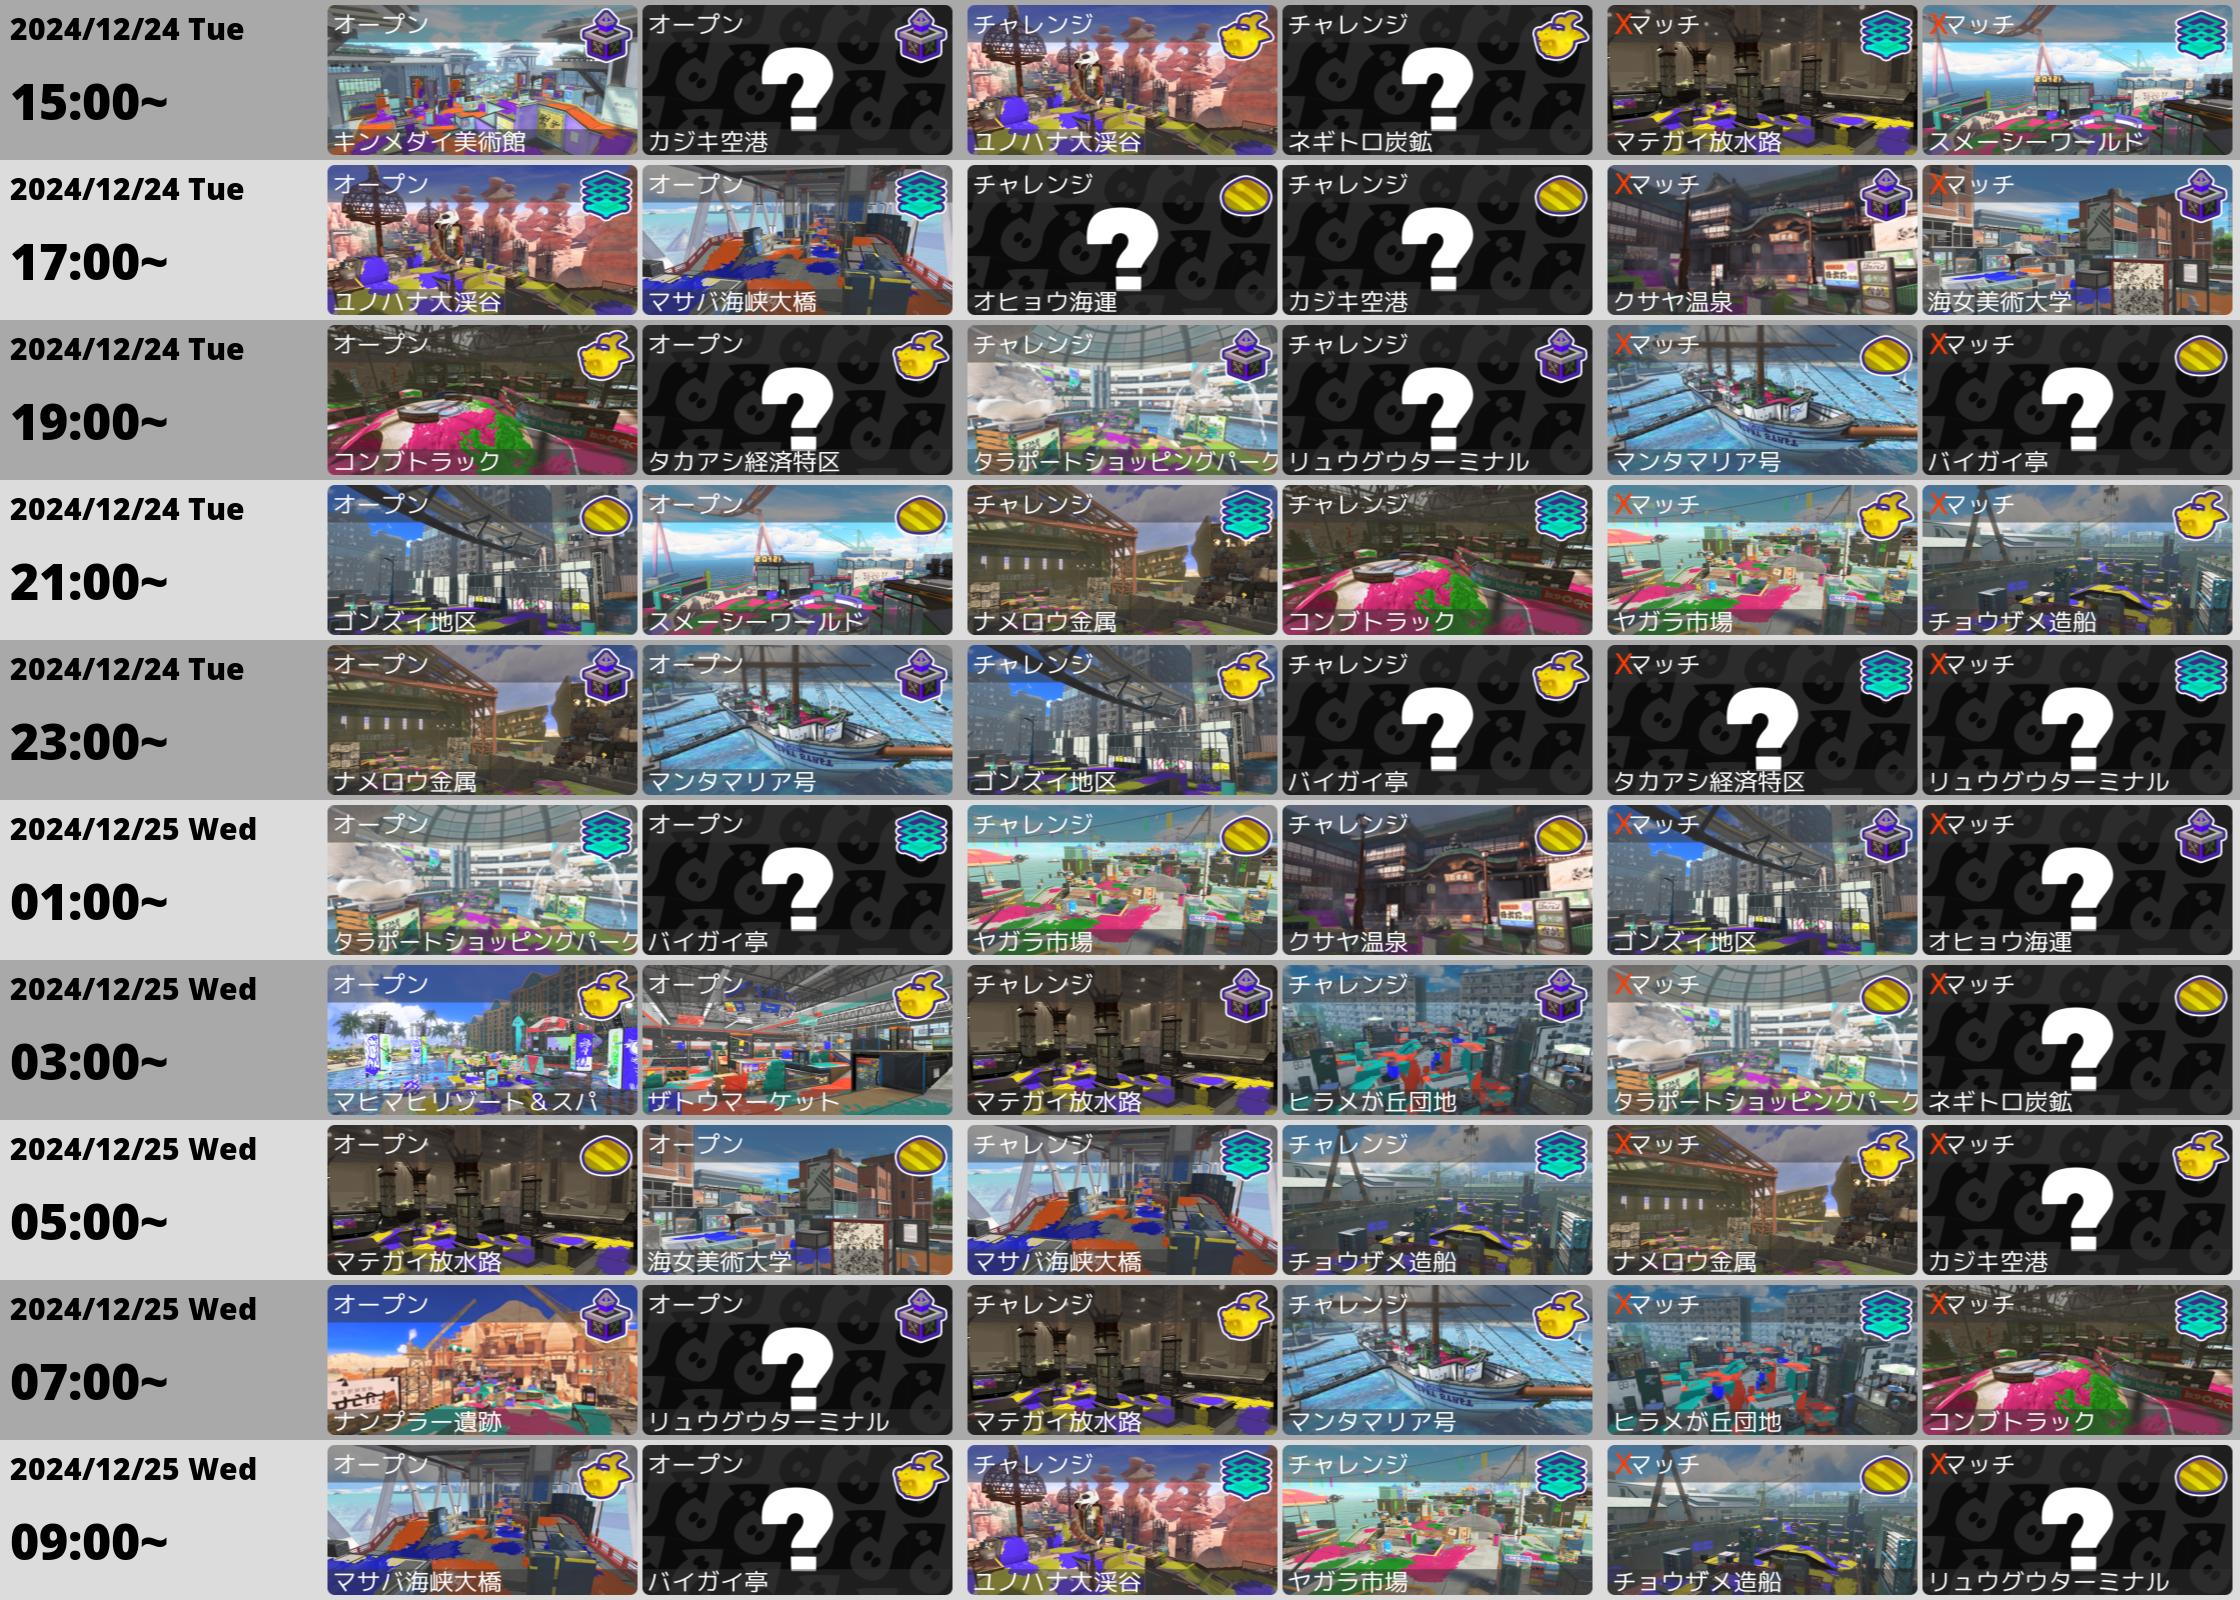 2024/12/24 Tue
15:00~
オープン
キンメダイ美術館
オープン
カジキ空港
チャレンジ
ユノハナ大渓谷
チャレンジ
ネギトロ炭鉱
Xマッチ
マテガイ放水路
Xマッチ
スメーシーワールド
2024/12/24 Tue
17:00~
オープン
ユノハナ大渓谷
オープン
マサバ海峡大橋
チャレンジ
オヒョウ海運
チャレンジ
カジキ空港
Xマッチ
クサヤ温泉
Xマッチ
海女美術大学
2024/12/24 Tue
19:00~
オープン
コンブトラック
オープン
タカアシ経済特区
チャレンジ
タラポートショッピングパーク
チャレンジ
リュウグウターミナル
Xマッチ
マンタマリア号
Xマッチ
バイガイ亭
2024/12/24 Tue
21:00~
オープン
ゴンズイ地区
オープン
スメーシーワールド
チャレンジ
ナメロウ金属
チャレンジ
コンブトラック
Xマッチ
ヤガラ市場
Xマッチ
チョウザメ造船
2024/12/24 Tue
23:00~
オープン
ナメロウ金属
オープン
マンタマリア号
チャレンジ
ゴンズイ地区
チャレンジ
バイガイ亭
Xマッチ
タカアシ経済特区
Xマッチ
リュウグウターミナル
2024/12/25 Wed
01:00~
オープン
タラポートショッピングパーク
オープン
バイガイ亭
チャレンジ
ヤガラ市場
チャレンジ
クサヤ温泉
Xマッチ
ゴンズイ地区
Xマッチ
オヒョウ海運
2024/12/25 Wed
03:00~
オープン
マヒマヒリゾート＆スパ
オープン
ザトウマーケット
チャレンジ
マテガイ放水路
チャレンジ
ヒラメが丘団地
Xマッチ
タラポートショッピングパーク
Xマッチ
ネギトロ炭鉱
2024/12/25 Wed
05:00~
オープン
マテガイ放水路
オープン
海女美術大学
チャレンジ
マサバ海峡大橋
チャレンジ
チョウザメ造船
Xマッチ
ナメロウ金属
Xマッチ
カジキ空港
2024/12/25 Wed
07:00~
オープン
ナンプラー遺跡
オープン
リュウグウターミナル
チャレンジ
マテガイ放水路
チャレンジ
マンタマリア号
Xマッチ
ヒラメが丘団地
Xマッチ
コンブトラック
2024/12/25 Wed
09:00~
オープン
マサバ海峡大橋
オープン
バイガイ亭
チャレンジ
ユノハナ大渓谷
チャレンジ
ヤガラ市場
Xマッチ
チョウザメ造船
Xマッチ
リュウグウターミナル